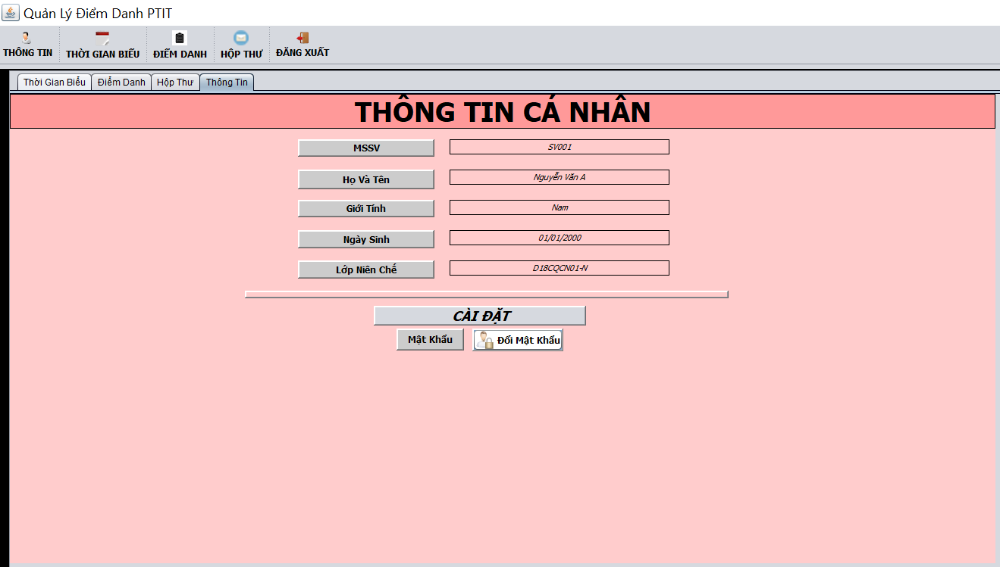 Quản Lý Điểm Danh PTIT
THÔNG TIN THỜI GIAN BIỂU ĐIỂM DANH HỘP THƯ ĐĂNG XUẤT
Thời Gian Biểu Điểm Danh Hộp Thư Thông Tin
THÔNG TIN CÁ NHÂN
MSSV SV001
Họ Và Tên Nguyễn Văn A
Giới Tính Nam
Ngày Sinh 01/01/2000
Lớp Niên Chế D18CQCN01-N
CÀI ĐẶT
Mật Khẩu Đổi Mật Khẩu